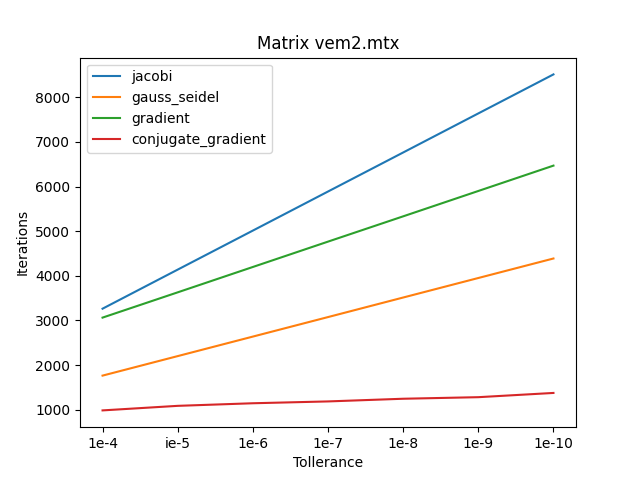 Matrix vem2.mtx
jacobi
gauss_seidel
gradient
conjugate_gradient
Iterations
8000
7000
6000
5000
4000
3000
2000
1000
1e-4 ie-5 1e-6 1e-7 1e-8 1e-9 1e-10
Tollerance